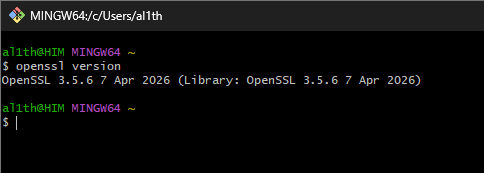 MINGW64:/c/Users/al1th
al1th@HIM MINGW64 ~
$ openssl version
OpenSSL 3.5.6 7 Apr 2026 (Library: OpenSSL 3.5.6 7 Apr 2026)
al1th@HIM MINGW64 ~
$